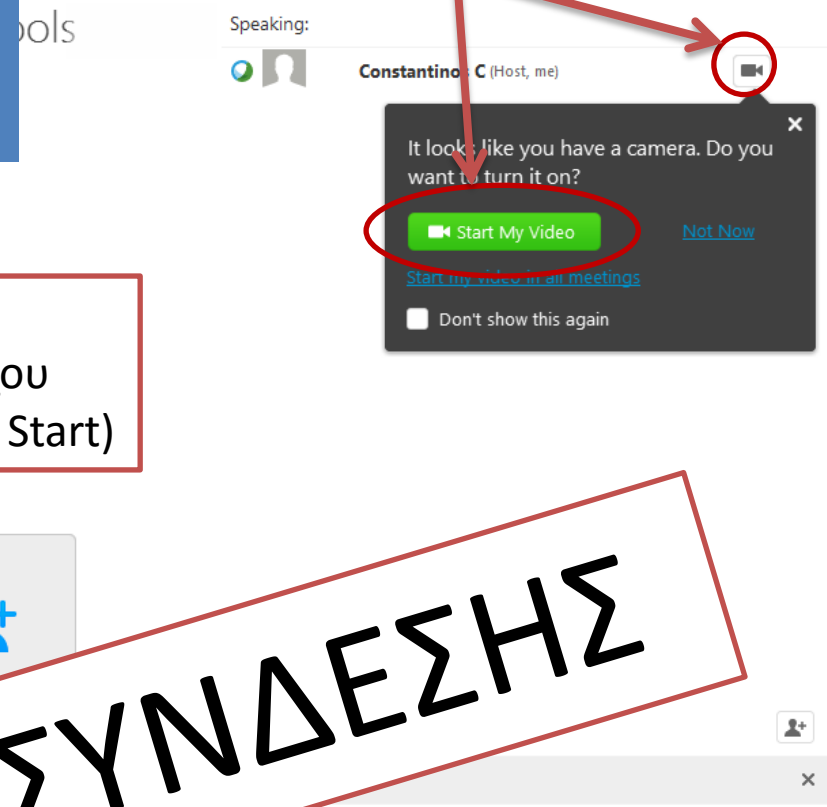 ools
Speaking:
Constantinos C (Host, me)
It looks like you have a camera. Do you
want to turn it on?
Start My Video
Not Now
Start my video in all meetings
Don't show this again
ου
Start)
ΣΥΝΔΕΣΗΣ